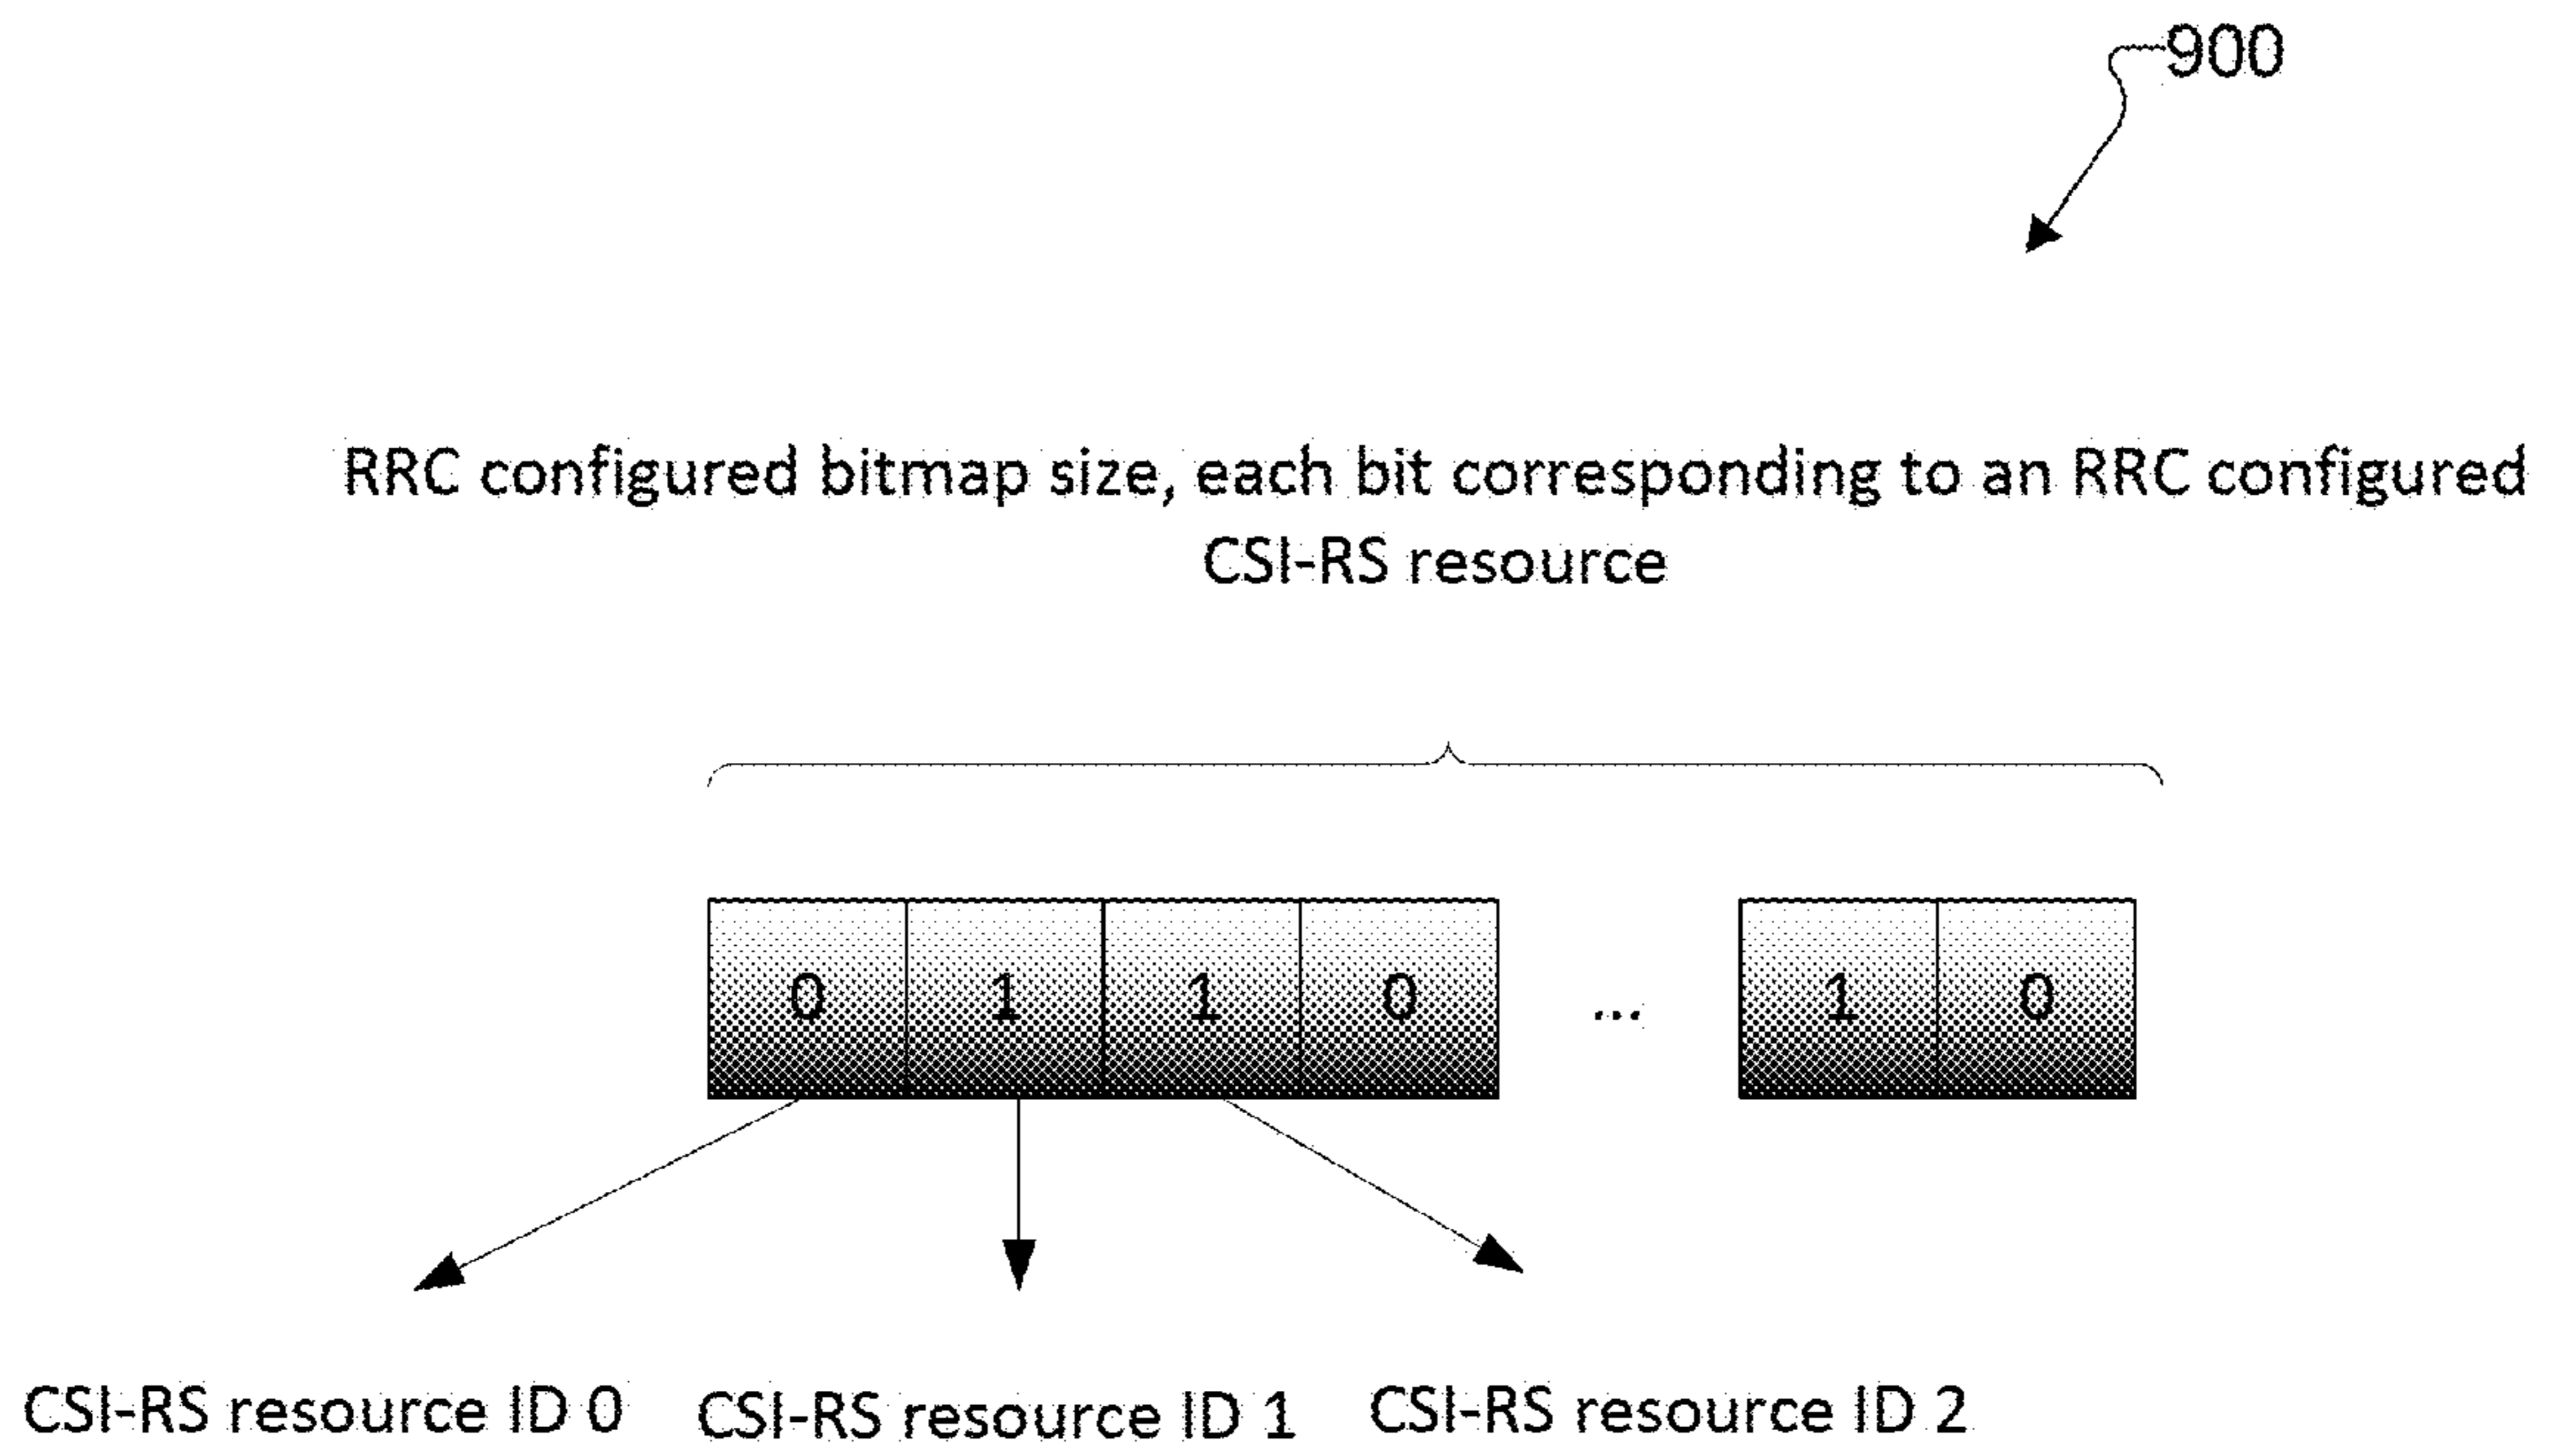 900
RRC configured bitmap size, each bit corresponding to an RRC configured
CSI-RS resource
0 1 1 0 ... 1 0
CSI-RS resource ID 0 CSI-RS resource ID 1 CSI-RS resource ID 2